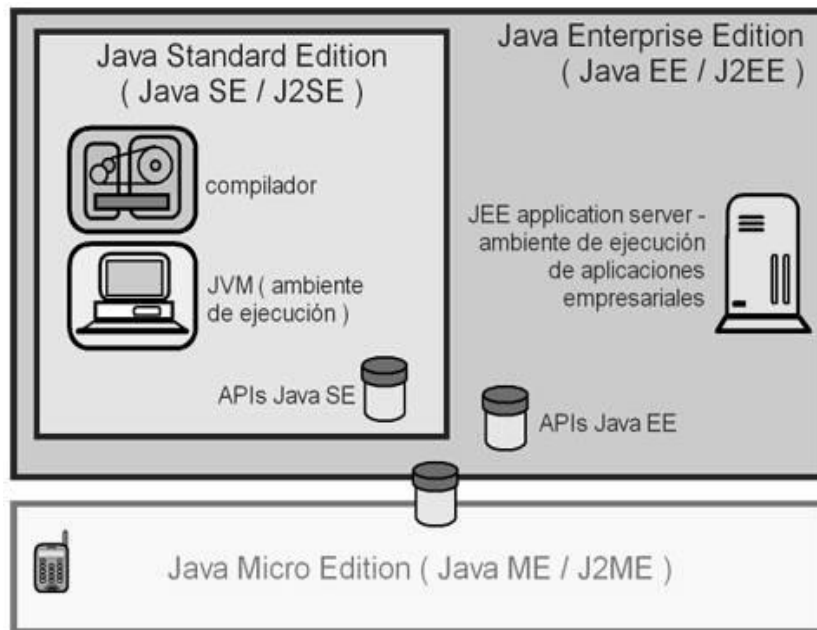 Java Standard Edition
( Java SE / J2SE )
compilador
JVM ( ambiente
de ejecución )
APIs Java SE
Java Enterprise Edition
( Java EE / J2EE )
JEE application server -
ambiente de ejecución
de aplicaciones
empresariales
APIs Java EE
Java Micro Edition ( Java ME / J2ME )